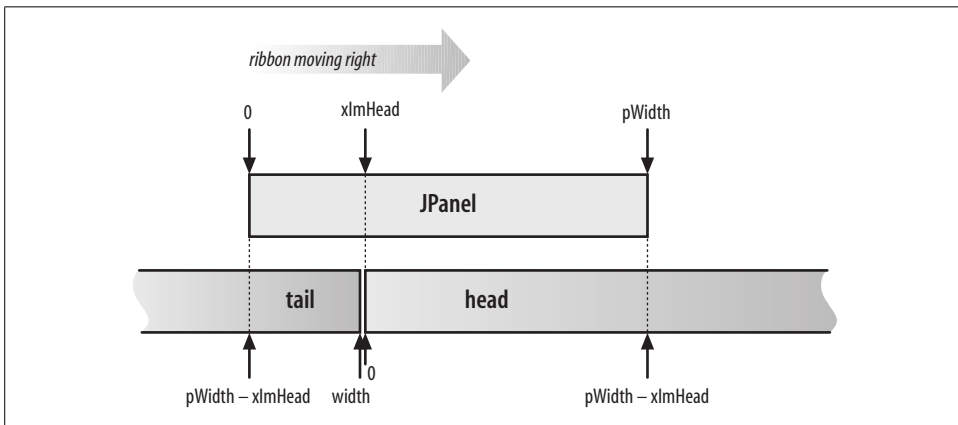 ribbon moving right
0 xImHead pWidth
JPanel
tail head
0
pWidth – xImHead width pWidth – xImHead